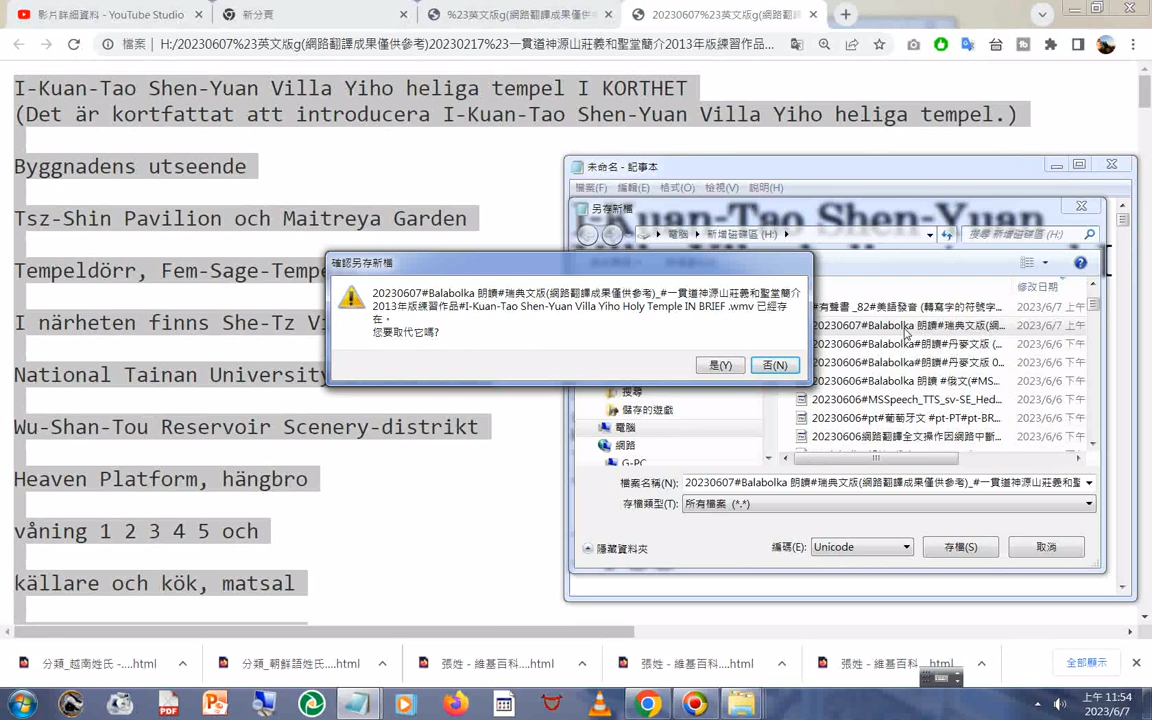 影片詳細資料 - YouTube Studio
新分頁
%23英文版g(網路翻譯成果僅供
20230607%23英文版g(網路翻譯
檔案
H:/20230607%23英文版g(網路翻譯成果僅供參考)20230217%23一貫道神源山莊義和聖堂簡介2013年版練習作品...
I-Kuan-Tao Shen-Yuan Villa Yiho heliga tempel I KORTHET
(Det är kortfattat att introducera I-Kuan-Tao Shen-Yuan Villa Yiho heliga tempel.)
Byggnadens utseende
Tsz-Shin Pavilion och Maitreya Garden
Tempeldörr, Fem-Sage-Tempe
I närheten finns She-Tz Vi
National Tainan University
Wu-Shan-Tou Reservoir Scenery-distrikt
Heaven Platform, hängbro
våning 1 2 3 4 5 och
källare och kök, matsal
未命名 - 記事本
檔案(F) 編輯(E) 格式(O) 檢視(V) 說明(H)
I-Kuan-Tao Shen-Yuan
另存新檔
電腦 新增磁碟區 (H:)
搜尋 新增磁碟區 (H:)
確認另存新檔
20230607#Balabolka 朗讀#瑞典文版(網路翻譯成果僅供參考)_#一貫道神源山莊義和聖堂簡介
2013年版練習作品#I-Kuan-Tao Shen-Yuan Villa Yiho Holy Temple IN BRIEF .wmv 已經存
在。
您要取代它嗎?
是(Y) 否(N)
修改日期
#有聲書 _82#美語發音 (轉寫字的符號字... 2023/6/7 上午
20230607#Balabolka 朗讀#瑞典文版(網... 2023/6/7 上午
20230607#Balabolka#朗讀#丹麥文版 (... 2023/6/6 下午
20230607#Balabolka#朗讀#丹麥文版 0... 2023/6/6 下午
20230606#Balabolka 朗讀 #俄文(#MS... 2023/6/6 下午
20230606#MSSpeech_TTS_sv-SE_Hed... 2023/6/6 下午
20230606#pt#葡萄牙文 #pt-PT#pt-BR... 2023/6/6 下午
20230606網路翻譯全文操作因網路中斷... 2023/6/6 下午
搜尋
儲存的遊戲
電腦
網路
G-PC
檔案名稱(N): 20230607#Balabolka 朗讀#瑞典文版(網路翻譯成果僅供參考)_#一貫道神源山莊義和聖
存檔類型(T): 所有檔案 (*.*)
隱藏資料夾
編碼(E): Unicode
存檔(S) 取消
分類_越南姓氏 -....html
分類_朝鮮語姓氏....html
張姓 - 維基百科....html
張姓 - 維基百科....html
張姓 - 維基百科....html
全部顯示
上午 11:54
2023/6/7